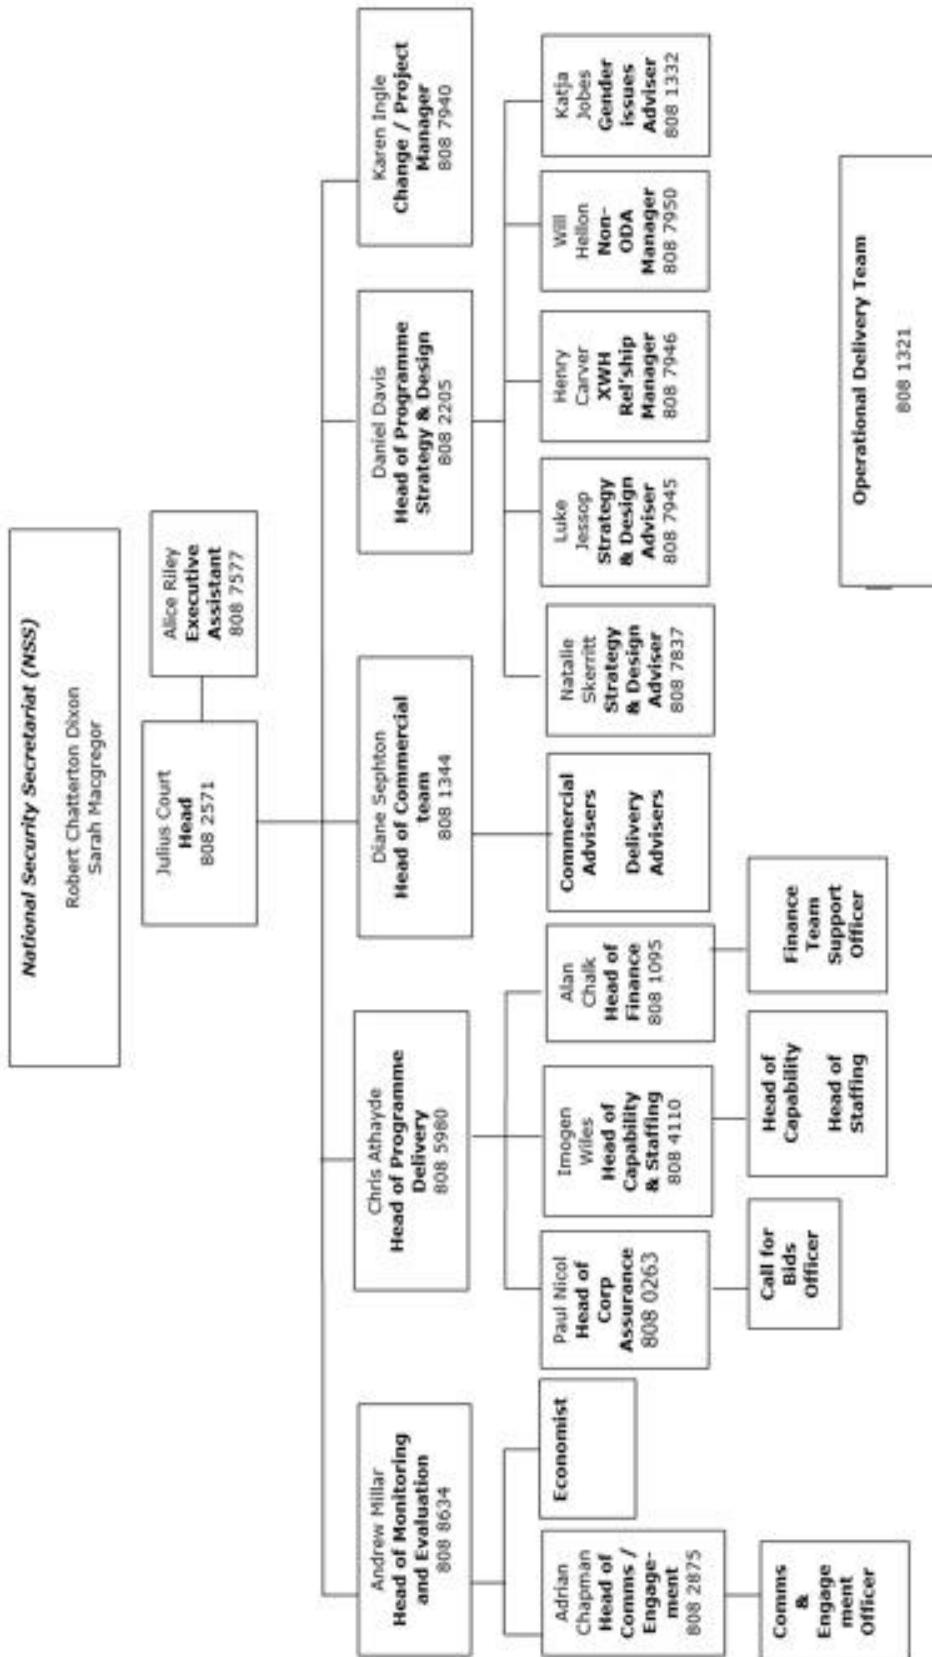 National Security Secretariat (NSS)
Robert Chatterton Dixon
Sarah Macgregor
Julius Court
Head
808 2571
Alice Riley
Executive
Assistant
808 7577
Andrew Millar
Head of Monitoring
and Evaluation
808 8634
Chris Athayde
Head of Programme
Delivery
808 5980
Diane Sephton
Head of Commercial
team
808 1344
Daniel Davis
Head of Programme
Strategy & Design
808 2205
Karen Ingle
Change / Project
Manager
808 7940
Adrian
Chapman
Head of
Comms /
Engage-
ment
808 2875
Economist
Paul Nicol
Head of
Corp
Assurance
808 0263
Imogen
Wiles
Head of
Capability
& Staffing
808 4110
Alan
Chalk
Head of
Finance
808 1095
Commercial
Advisers
Delivery
Advisers
Natalie
Skerritt
Strategy
& Design
Adviser
808 7837
Luke
Jessop
Strategy
& Design
Adviser
808 7945
Henry
Carver
XWH
Rel'ship
Manager
808 7946
Will
Hellon
Non-
ODA
Manager
808 7950
Katja
Jobes
Gender
issues
Adviser
808 1332
Comms
&
Engage
ment
Officer
Call for
Bids
Officer
Head of
Capability
Head of
Staffing
Finance
Team
Support
Officer
Operational Delivery Team
808 1321